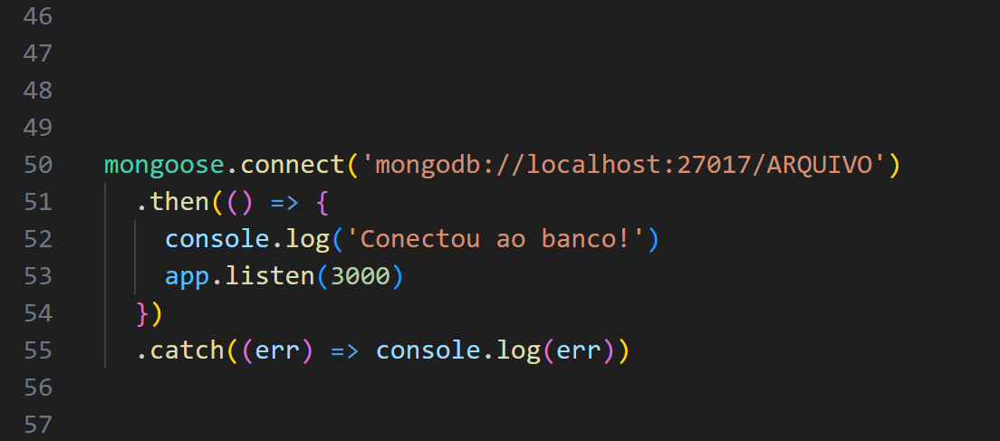 46
47
48
49
50 mongoose.connect('mongodb://localhost:27017/ARQUIVO')
51 .then(() => {
52 console.log('Conectou ao banco!')
53 app.listen(3000)
54 })
55 .catch((err) => console.log(err))
56
57